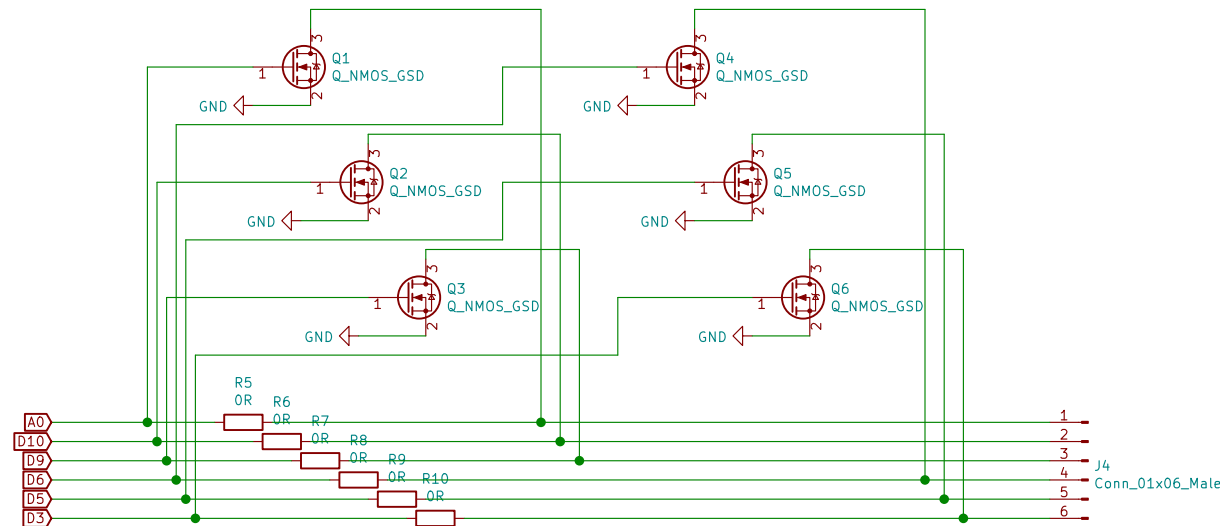 3
Q1
Q_NMOS_GSD
1
2
GND
3
Q4
Q_NMOS_GSD
1
2
GND
3
Q2
Q_NMOS_GSD
1
2
GND
3
Q5
Q_NMOS_GSD
1
2
GND
3
Q3
Q_NMOS_GSD
1
2
GND
3
Q6
Q_NMOS_GSD
1
2
GND
R5
0R
R6
0R
R7
0R
R8
0R
R9
0R
R10
0R
A0
D10
D9
D6
D5
D3
1
2
3
4
5
6
J4
Conn_01x06_Male